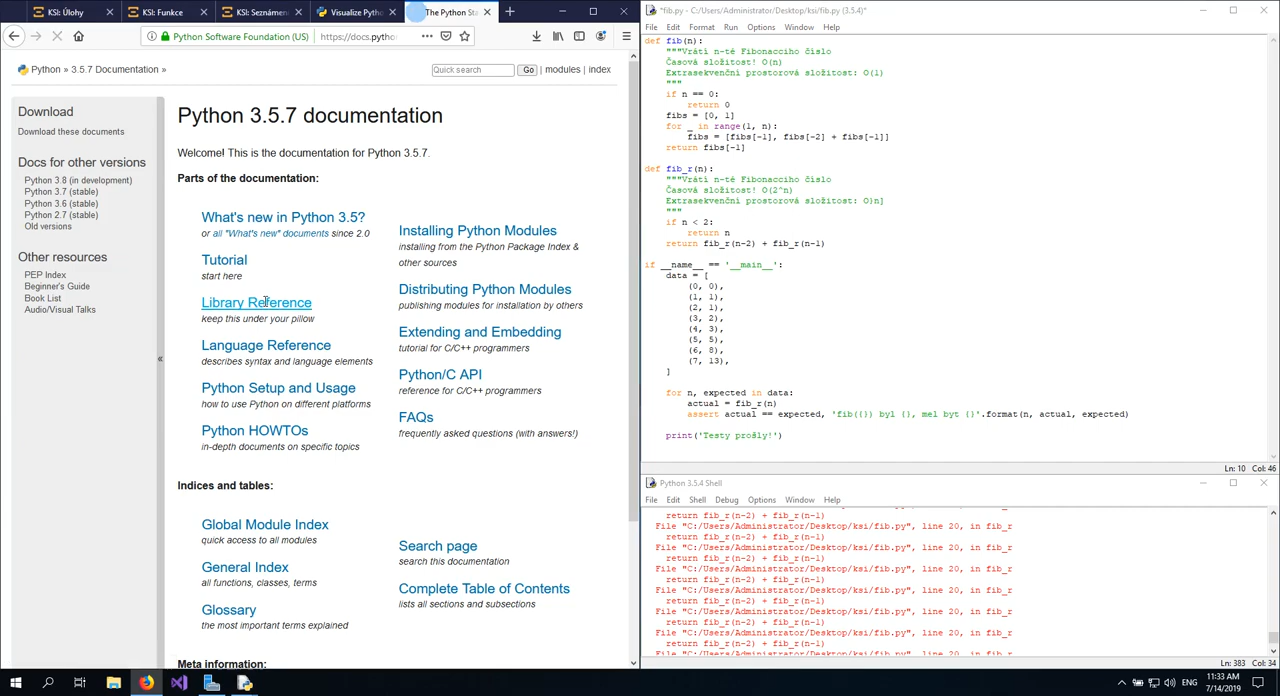 KSI: Úlohy
KSI: Funkce
KSI: Seznámen
Visualize Pytho
The Python Sta
Python Software Foundation (US)
https://docs.pytho
Python » 3.5.7 Documentation »
Quick search
Go
| modules | index
Download
Download these documents
Docs for other versions
Python 3.8 (in development)
Python 3.7 (stable)
Python 3.6 (stable)
Python 2.7 (stable)
Old versions
Other resources
PEP Index
Beginner's Guide
Book List
Audio/Visual Talks
«
Python 3.5.7 documentation
Welcome! This is the documentation for Python 3.5.7.
Parts of the documentation:
What's new in Python 3.5?
or all "What's new" documents since 2.0
Tutorial
start here
Library Reference
keep this under your pillow
Language Reference
describes syntax and language elements
Python Setup and Usage
how to use Python on different platforms
Python HOWTOs
in-depth documents on specific topics
Installing Python Modules
installing from the Python Package Index &
other sources
Distributing Python Modules
publishing modules for installation by others
Extending and Embedding
tutorial for C/C++ programmers
Python/C API
reference for C/C++ programmers
FAQs
frequently asked questions (with answers!)
Indices and tables:
Global Module Index
quick access to all modules
General Index
all functions, classes, terms
Glossary
the most important terms explained
Search page
search this documentation
Complete Table of Contents
lists all sections and subsections
Meta information:
*fib.py - C:/Users/Administrator/Desktop/ksi/fib.py (3.5.4)*
File Edit Format Run Options Window Help
def fib(n):
"""Vrátí n-té Fibonacciho číslo
Časová složitost! O(n)
Extrasekvenční prostorová složitost: O(1)
"""
if n == 0:
return 0
fibs = [0, 1]
for _ in range(1, n):
fibs = [fibs[-1], fibs[-2] + fibs[-1]]
return fibs[-1]
def fib_r(n):
"""Vrátí n-té Fibonacciho číslo
Časová složitost! O(2^n)
Extrasekvenční prostorová složitost: O)n]
"""
if n < 2:
return n
return fib_r(n-2) + fib_r(n-1)
if __name__ == '__main__':
data = [
(0, 0),
(1, 1),
(2, 1),
(3, 2),
(4, 3),
(5, 5),
(6, 8),
(7, 13),
]
for n, expected in data:
actual = fib_r(n)
assert actual == expected, 'fib({}) byl {}, mel byt {}'.format(n, actual, expected)
print('Testy prošly!')
Ln: 10 Col: 46
Python 3.5.4 Shell
File Edit Shell Debug Options Window Help
return fib_r(n-2) + fib_r(n-1)
File "C:/Users/Administrator/Desktop/ksi/fib.py", line 20, in fib_r
return fib_r(n-2) + fib_r(n-1)
File "C:/Users/Administrator/Desktop/ksi/fib.py", line 20, in fib_r
return fib_r(n-2) + fib_r(n-1)
File "C:/Users/Administrator/Desktop/ksi/fib.py", line 20, in fib_r
return fib_r(n-2) + fib_r(n-1)
File "C:/Users/Administrator/Desktop/ksi/fib.py", line 20, in fib_r
return fib_r(n-2) + fib_r(n-1)
File "C:/Users/Administrator/Desktop/ksi/fib.py", line 20, in fib_r
return fib_r(n-2) + fib_r(n-1)
File "C:/Users/Administrator/Desktop/ksi/fib.py", line 20, in fib_r
return fib_r(n-2) + fib_r(n-1)
File "C:/Users/Administrator/Desktop/ksi/fib.py", line 20, in fib_r
Ln: 383 Col: 34
ENG
11:33 AM
7/14/2019